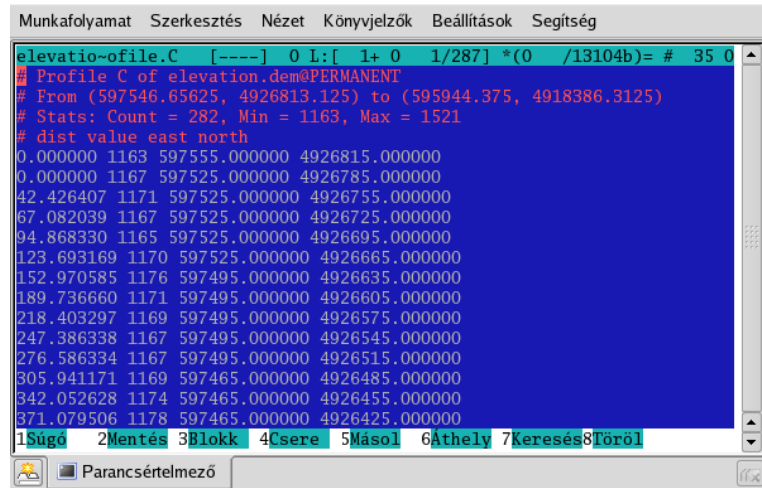 Munkafolyamat Szerkesztés Nézet Könyvjelzők Beállítások Segítség
elevatio~ofile.C [----] 0 L:[ 1+ 0 1/287] *(0 /13104b)= # 35 0
# Profile C of elevation.dem@PERMANENT
# From (597546.65625, 4926813.125) to (595944.375, 4918386.3125)
# Stats: Count = 282, Min = 1163, Max = 1521
# dist value east north
0.000000 1163 597555.000000 4926815.000000
0.000000 1167 597525.000000 4926785.000000
42.426407 1171 597525.000000 4926755.000000
67.082039 1167 597525.000000 4926725.000000
94.868330 1165 597525.000000 4926695.000000
123.693169 1170 597525.000000 4926665.000000
152.970585 1176 597495.000000 4926635.000000
189.736660 1171 597495.000000 4926605.000000
218.403297 1169 597495.000000 4926575.000000
247.386338 1167 597495.000000 4926545.000000
276.586334 1167 597495.000000 4926515.000000
305.941171 1169 597465.000000 4926485.000000
342.052628 1174 597465.000000 4926455.000000
371.079506 1178 597465.000000 4926425.000000
1Súgó 2Mentés 3Blokk 4Csere 5Másol 6Áthely 7Keresés8Töröl
Parancsértelmező